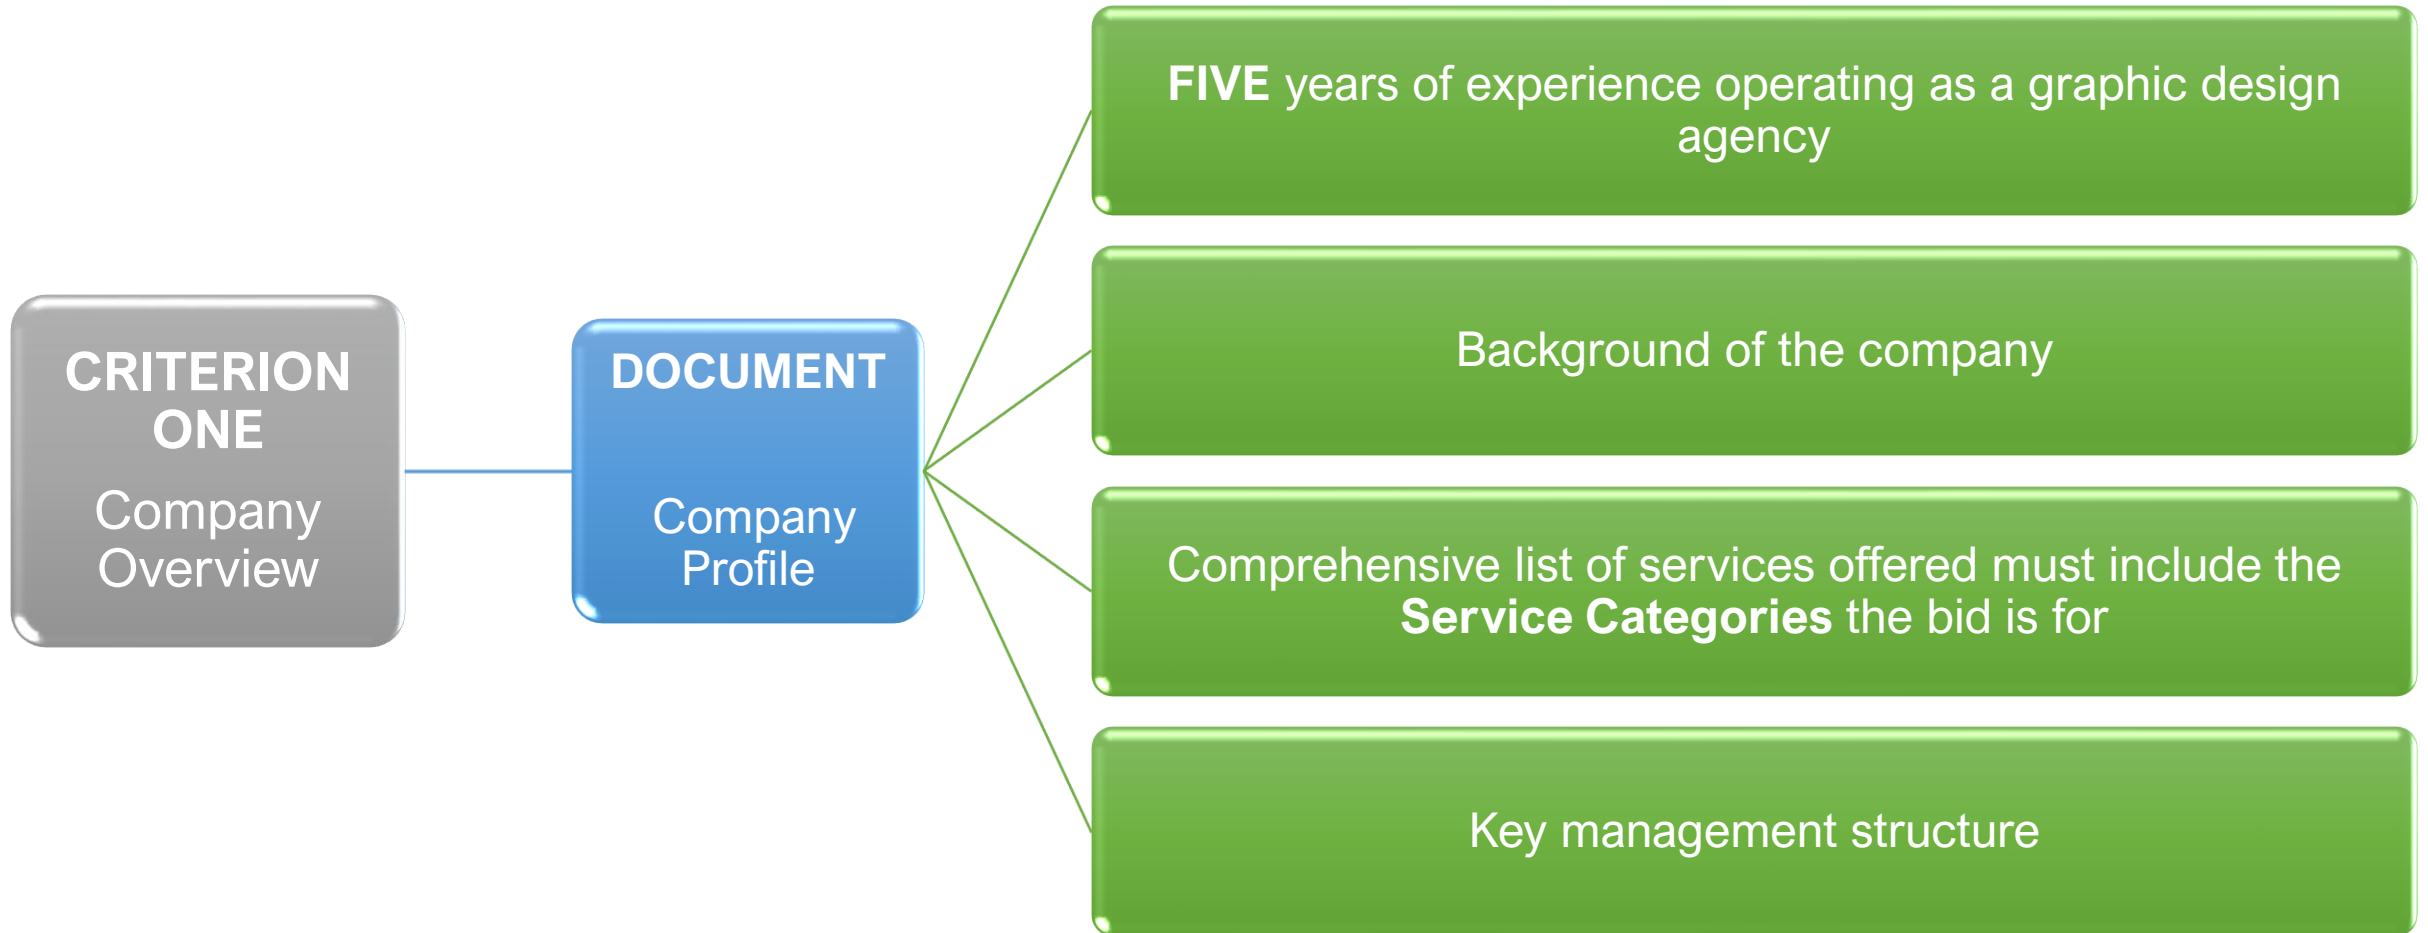 CRITERION
ONE
Company
Overview
DOCUMENT
Company
Profile
FIVE years of experience operating as a graphic design
agency
Background of the company
Comprehensive list of services offered must include the
Service Categories the bid is for
Key management structure